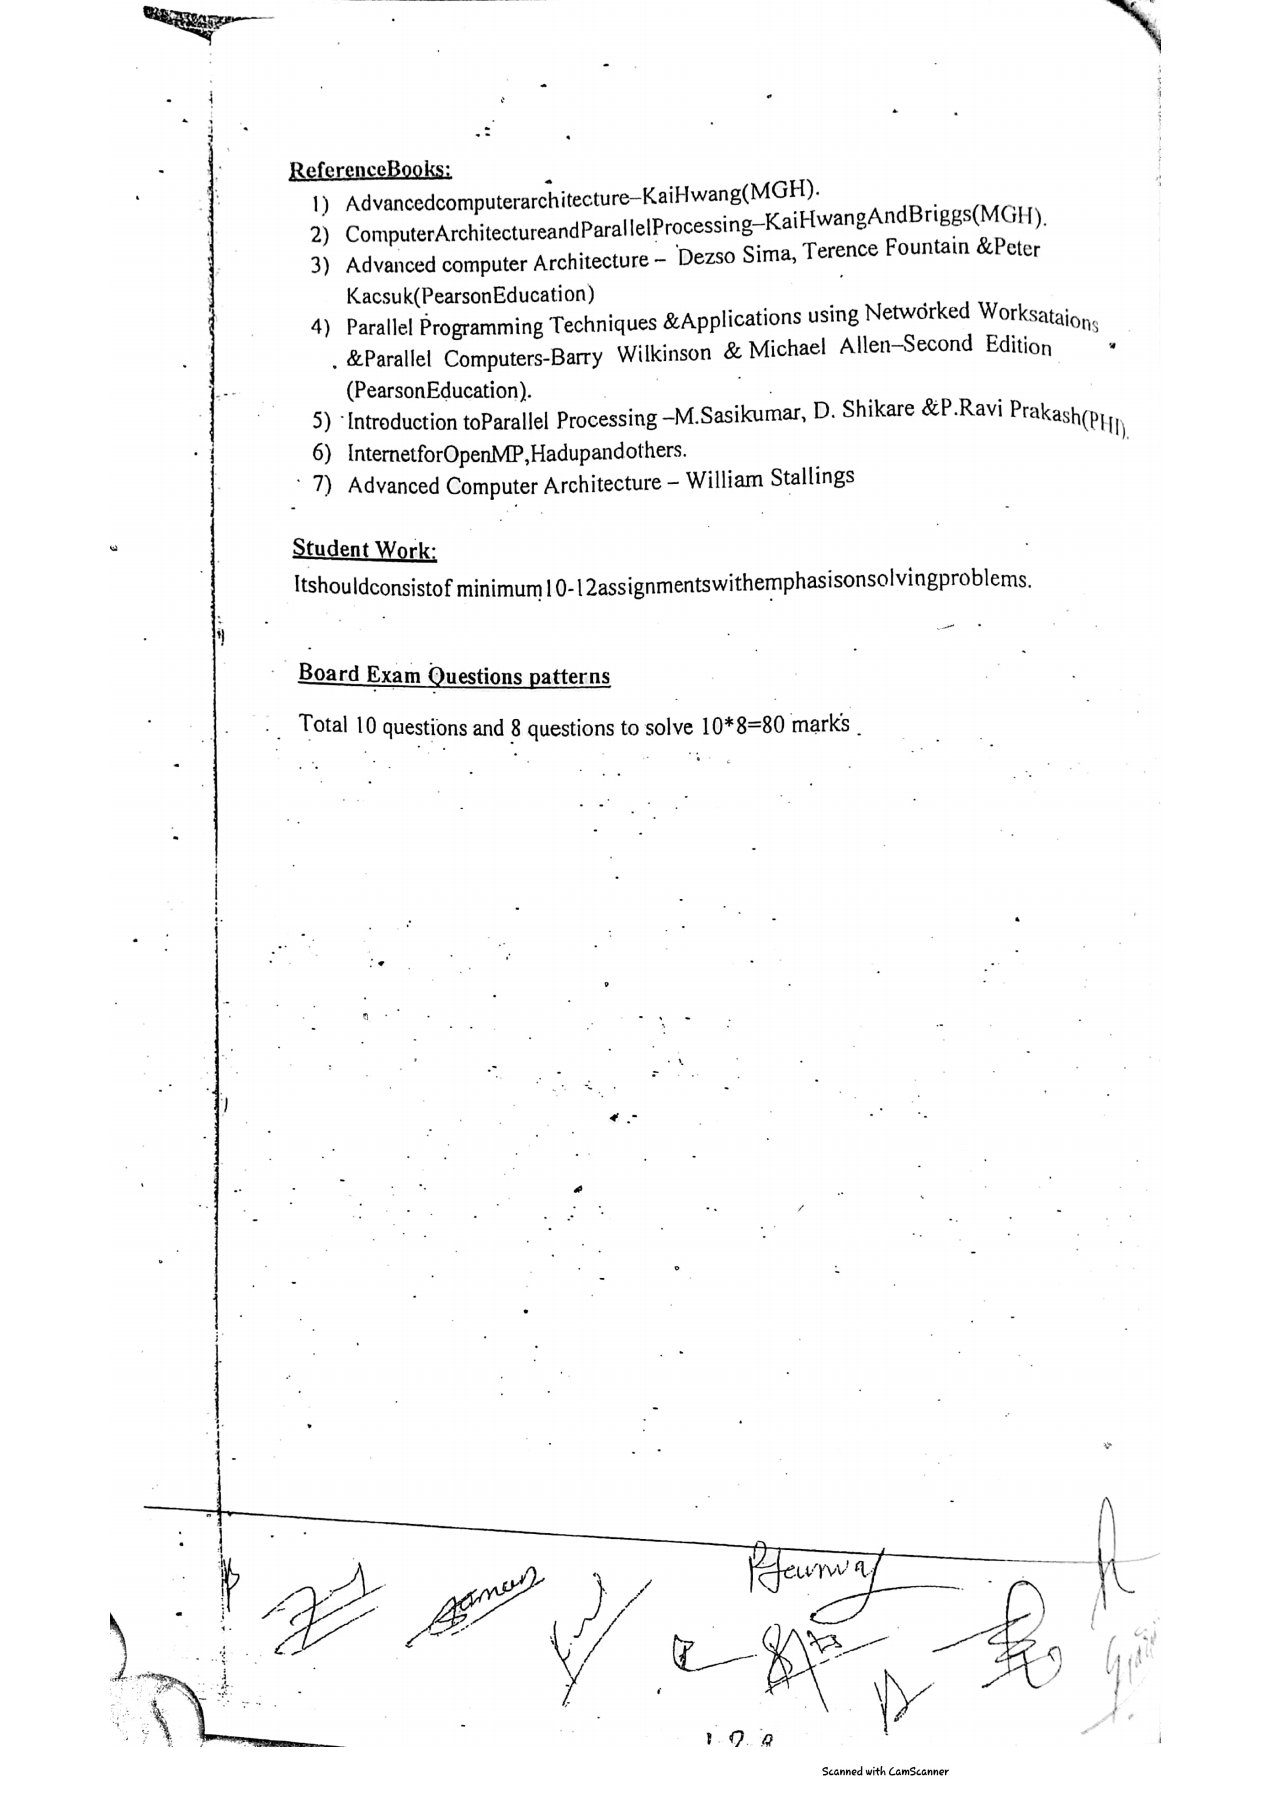 ReferenceBooks:
1) Advancedcomputerarchitecture–KaiHwang(MGH).
2) ComputerArchitectureandParallelProcessing–KaiHwangAndBriggs(MGH).
3) Advanced computer Architecture – Dezso Sima, Terence Fountain &Peter
Kacsuk(PearsonEducation)
4) Parallel Programming Techniques &Applications using Networked Worksataions
&Parallel Computers-Barry Wilkinson & Michael Allen–Second Edition
(PearsonEducation).
5) Introduction toParallel Processing –M.Sasikumar, D. Shikare &P.Ravi Prakash(PHI).
6) InternetforOpenMP,Hadupandothers.
7) Advanced Computer Architecture – William Stallings
Student Work:
Itshouldconsistof minimum10-12assignmentswithemphasisonsolvingproblems.
Board Exam Questions patterns
Total 10 questions and 8 questions to solve 10*8=80 marks
Scanned with CamScanner